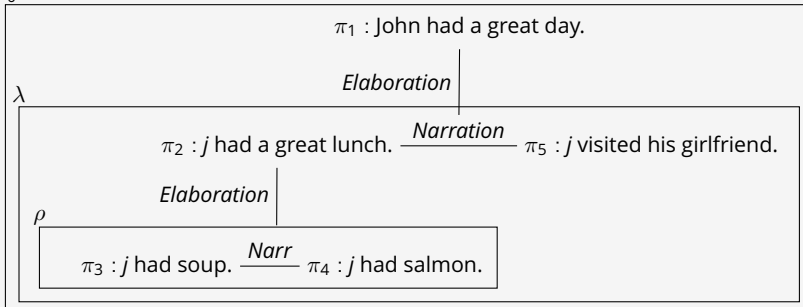 π1 : John had a great day.
Elaboration
λ
π2 : j had a great lunch. Narration π5 : j visited his girlfriend.
Elaboration
ρ
π3 : j had soup. Narr π4 : j had salmon.